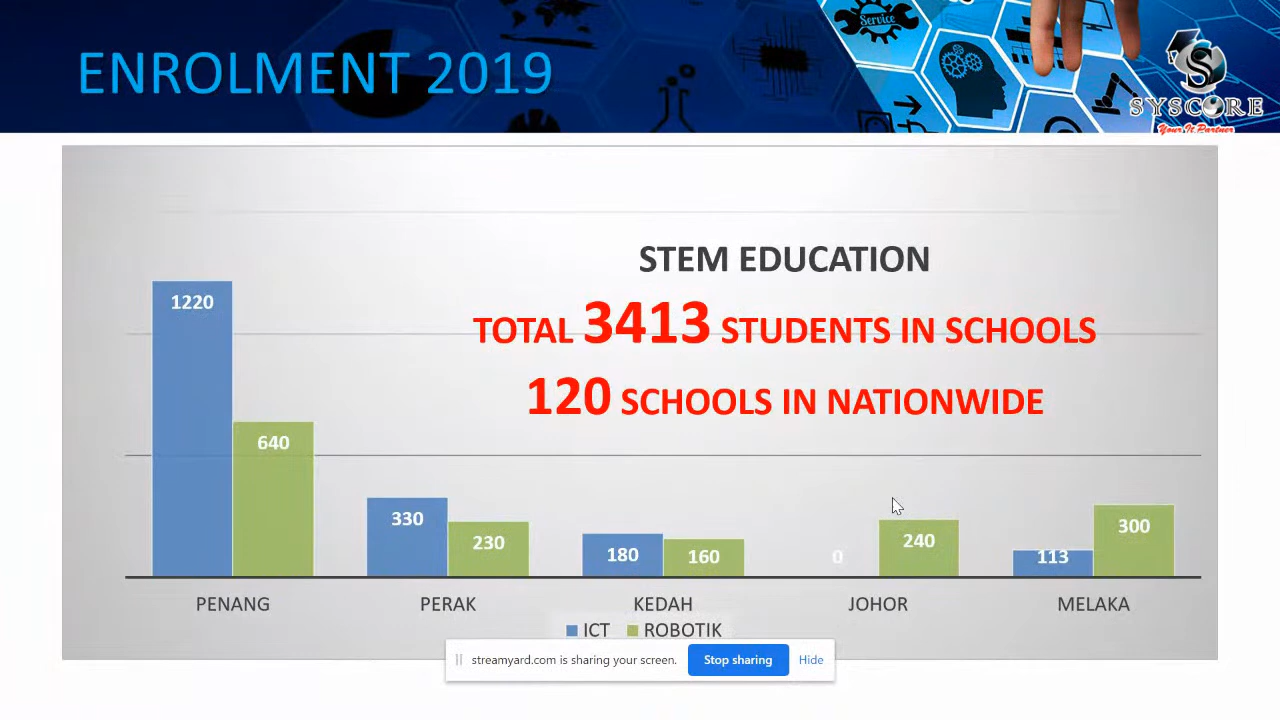 ENROLMENT 2019
Service
SYSCORE
Your It Partner
STEM EDUCATION
TOTAL 3413 STUDENTS IN SCHOOLS
120 SCHOOLS IN NATIONWIDE
1220
640
330
230
180
160
0
240
113
300
PENANG PERAK KEDAH JOHOR MELAKA
ICT ROBOTIK
streamyard.com is sharing your screen. Stop sharing Hide